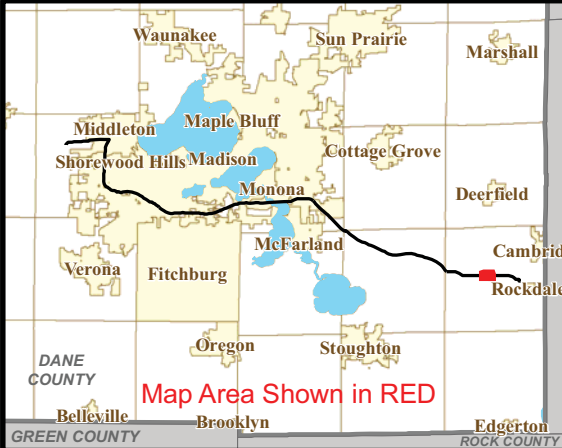 Waunakee
Sun Prairie
Marshall
Middleton
Maple Bluff
Shorewood Hills
Madison
Cottage Grove
Monona
Deerfield
McFarland
Cambrid
Verona
Fitchburg
Rockdale
Oregon
Stoughton
DANE
COUNTY
Map Area Shown in RED
Belleville
Brooklyn
Edgerton
GREEN COUNTY
ROCK COUNTY